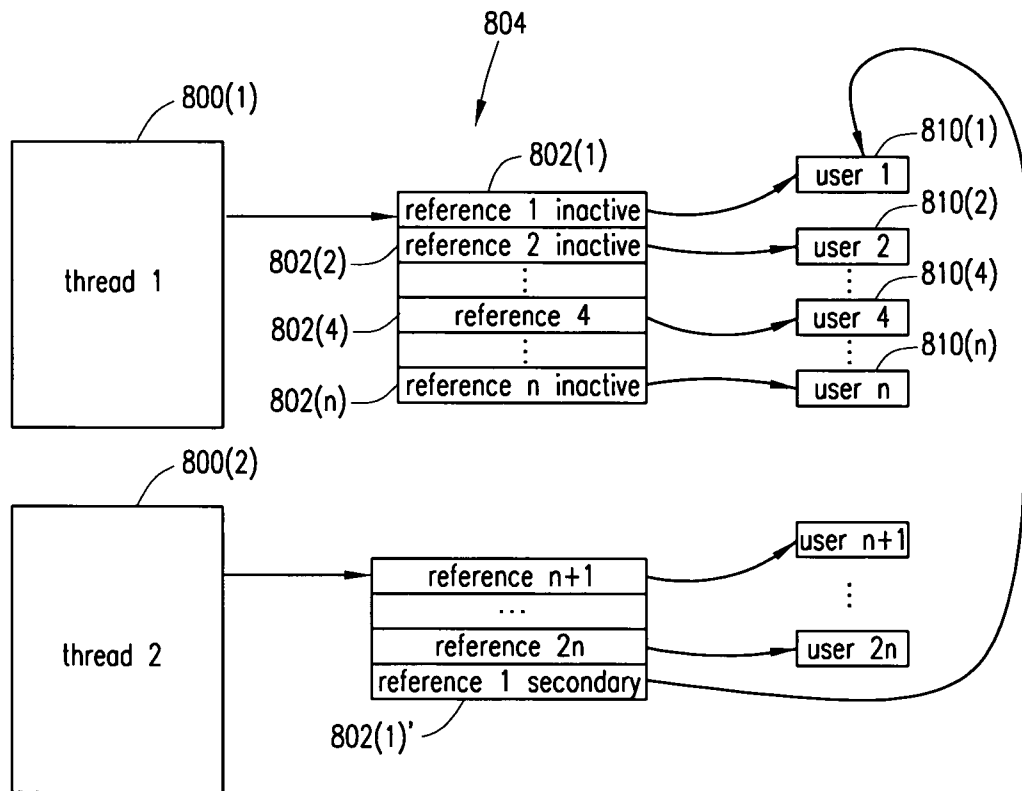 804
800(1)
810(1)
802(1)
user 1
reference 1 inactive
810(2)
802(2)
reference 2 inactive
user 2
thread 1
⋮
⋮
810(4)
802(4)
reference 4
user 4
⋮
⋮
810(n)
802(n)
reference n inactive
user n
800(2)
user n+1
reference n+1
...
⋮
thread 2
reference 2n
user 2n
reference 1 secondary
802(1)'